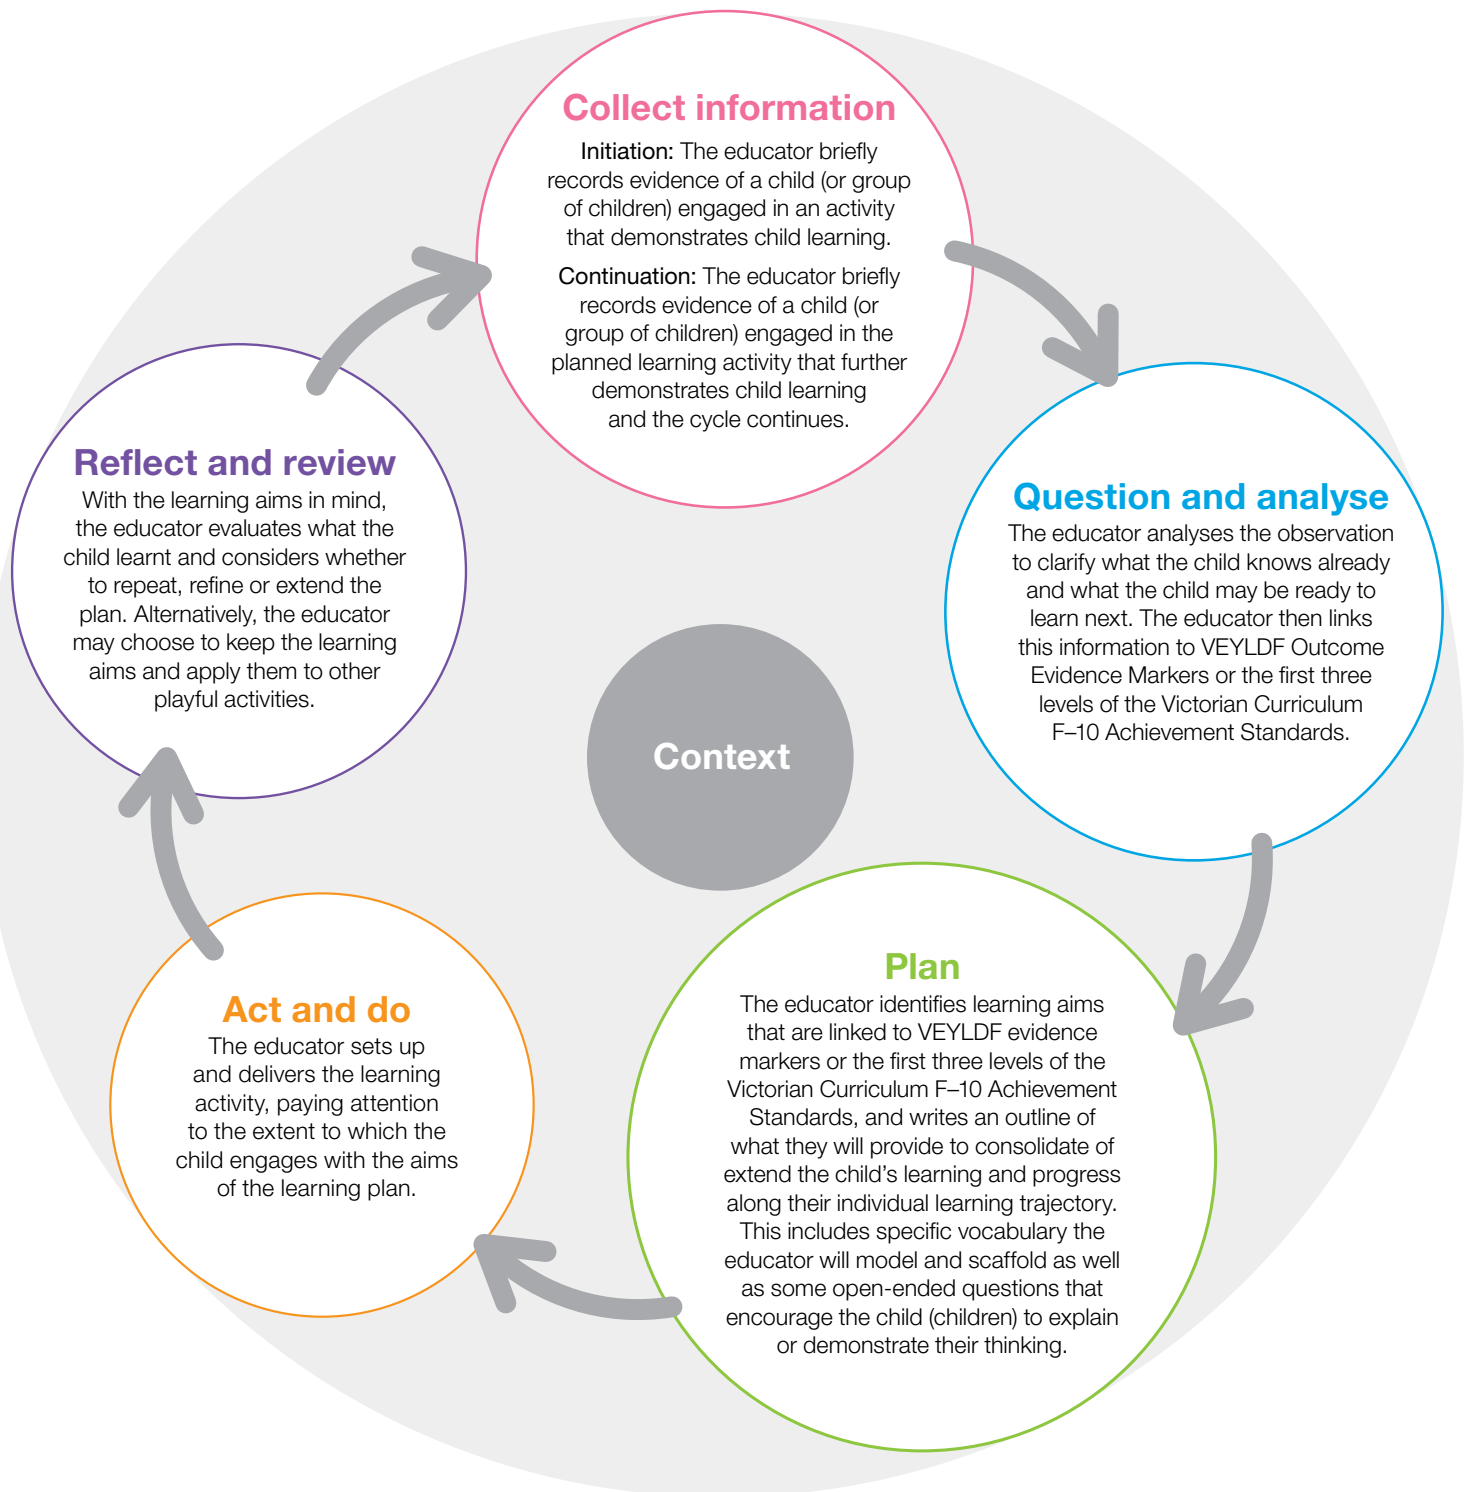 Collect information
Initiation: The educator briefly
records evidence of a child (or group
of children) engaged in an activity
that demonstrates child learning.
Continuation: The educator briefly
records evidence of a child (or
group of children) engaged in the
planned learning activity that further
demonstrates child learning
and the cycle continues.
Question and analyse
The educator analyses the observation
to clarify what the child knows already
and what the child may be ready to
learn next. The educator then links
this information to VEYLDF Outcome
Evidence Markers or the first three
levels of the Victorian Curriculum
F–10 Achievement Standards.
Plan
The educator identifies learning aims
that are linked to VEYLDF evidence
markers or the first three levels of the
Victorian Curriculum F–10 Achievement
Standards, and writes an outline of
what they will provide to consolidate of
extend the child’s learning and progress
along their individual learning trajectory.
This includes specific vocabulary the
educator will model and scaffold as well
as some open-ended questions that
encourage the child (children) to explain
or demonstrate their thinking.
Act and do
The educator sets up
and delivers the learning
activity, paying attention
to the extent to which the
child engages with the aims
of the learning plan.
Reflect and review
With the learning aims in mind,
the educator evaluates what the
child learnt and considers whether
to repeat, refine or extend the
plan. Alternatively, the educator
may choose to keep the learning
aims and apply them to other
playful activities.
Context